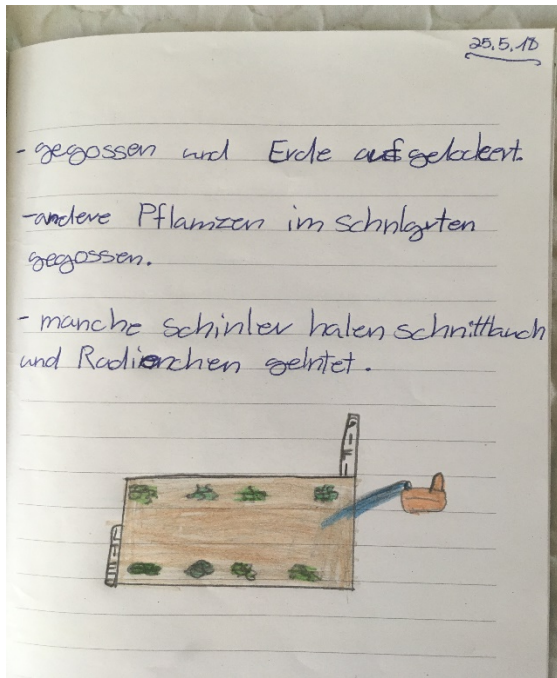 25.5.18
- gegossen und Erde aufgelockert.
- andere Pflanzen im Schulgarten
gegossen.
- manche Schüler haben Schnittlauch
und Radieschen geerntet.